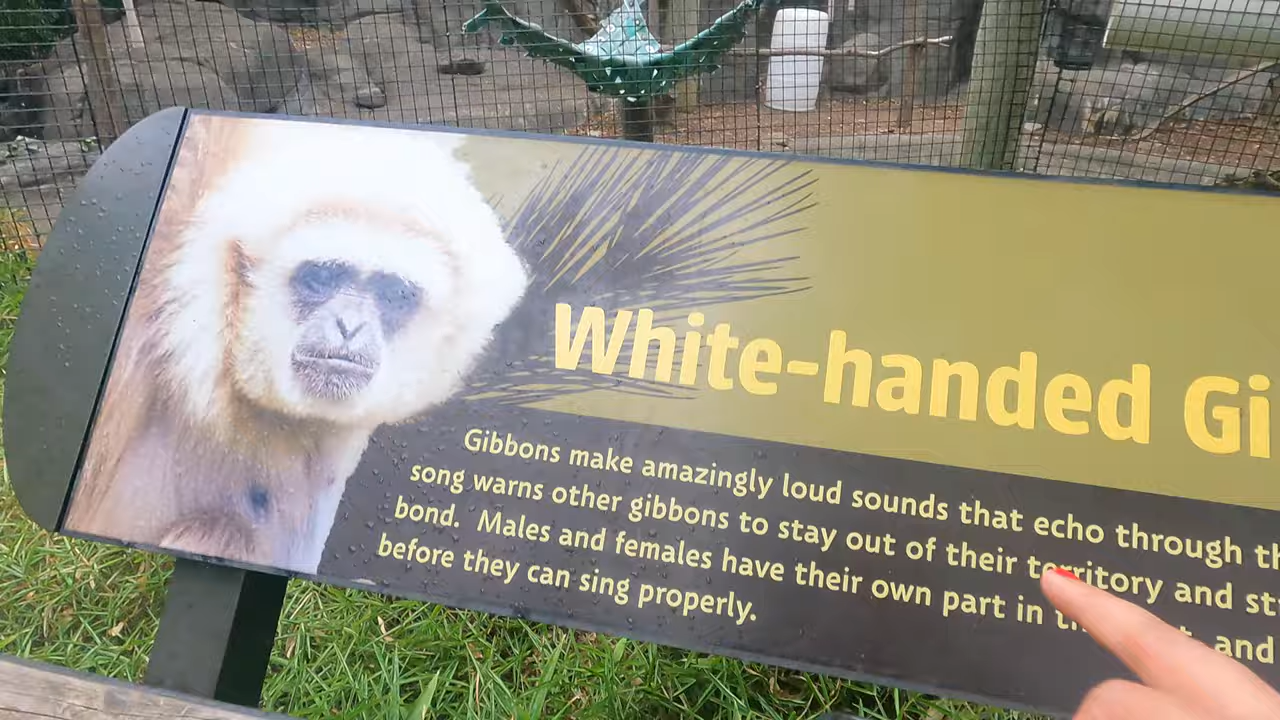 White-handed Gi
Gibbons make amazingly loud sounds that echo through th
song warns other gibbons to stay out of their territory and st
bond. Males and females have their own part in and
before they can sing properly.